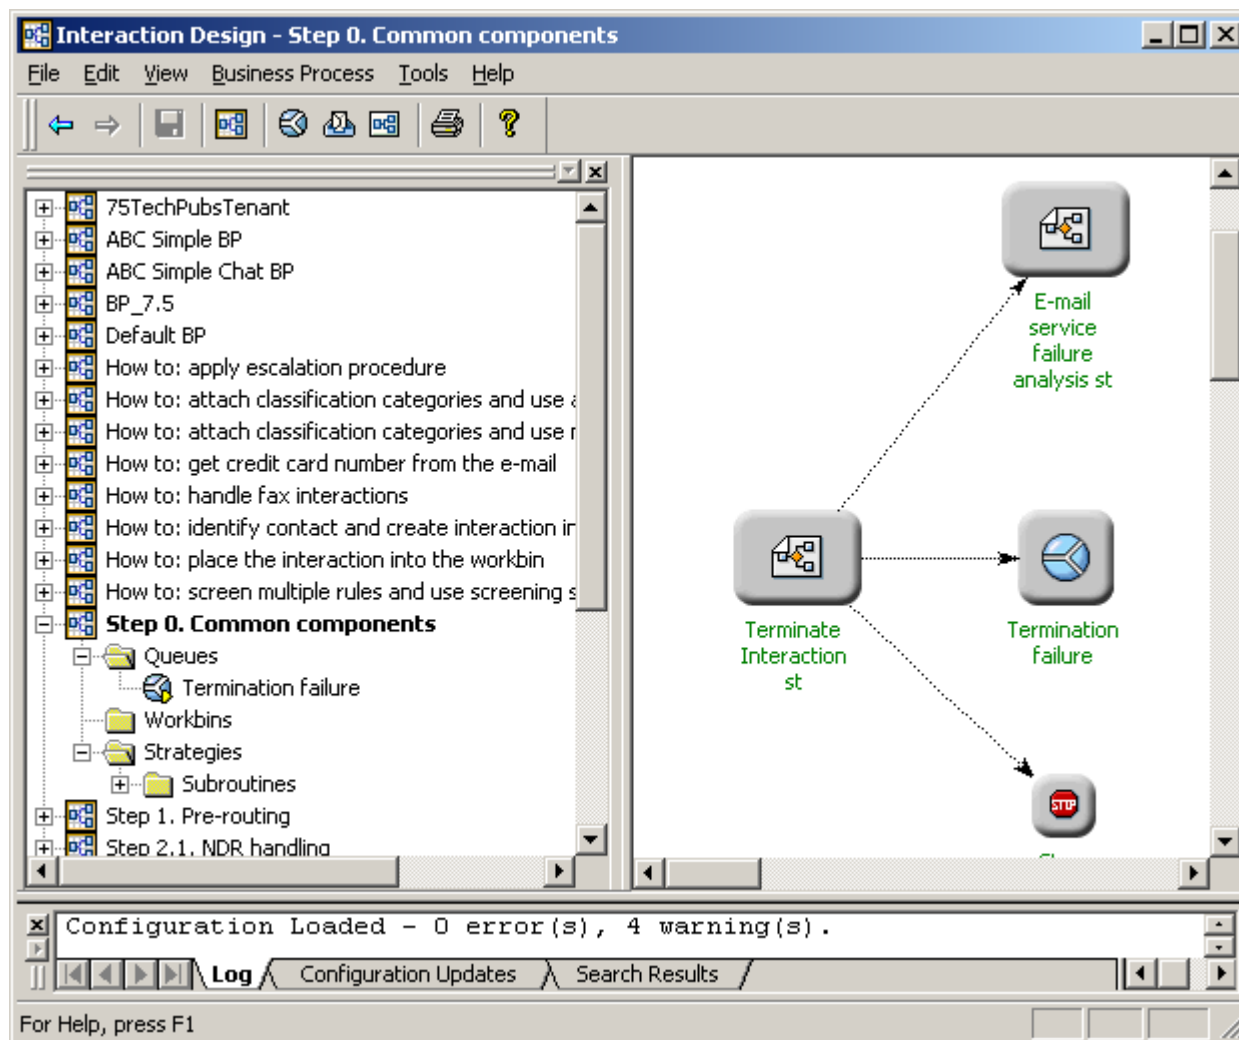 Interaction Design - Step 0. Common components
File Edit View Business Process Tools Help
75TechPubsTenant
ABC Simple BP
ABC Simple Chat BP
BP_7.5
Default BP
How to: apply escalation procedure
How to: attach classification categories and use
How to: attach classification categories and use
How to: get credit card number from the e-mail
How to: handle fax interactions
How to: identify contact and create interaction in
How to: place the interaction into the workbin
How to: screen multiple rules and use screening s
Step 0. Common components
Queues
Termination failure
Workbins
Strategies
Subroutines
Step 1. Pre-routing
Step 2.1. NDR handling
E-mail
service
failure
analysis st
Terminate
Interaction
st
Termination
failure
STOP
Configuration Loaded - 0 error(s), 4 warning(s).
Log Configuration Updates Search Results
For Help, press F1